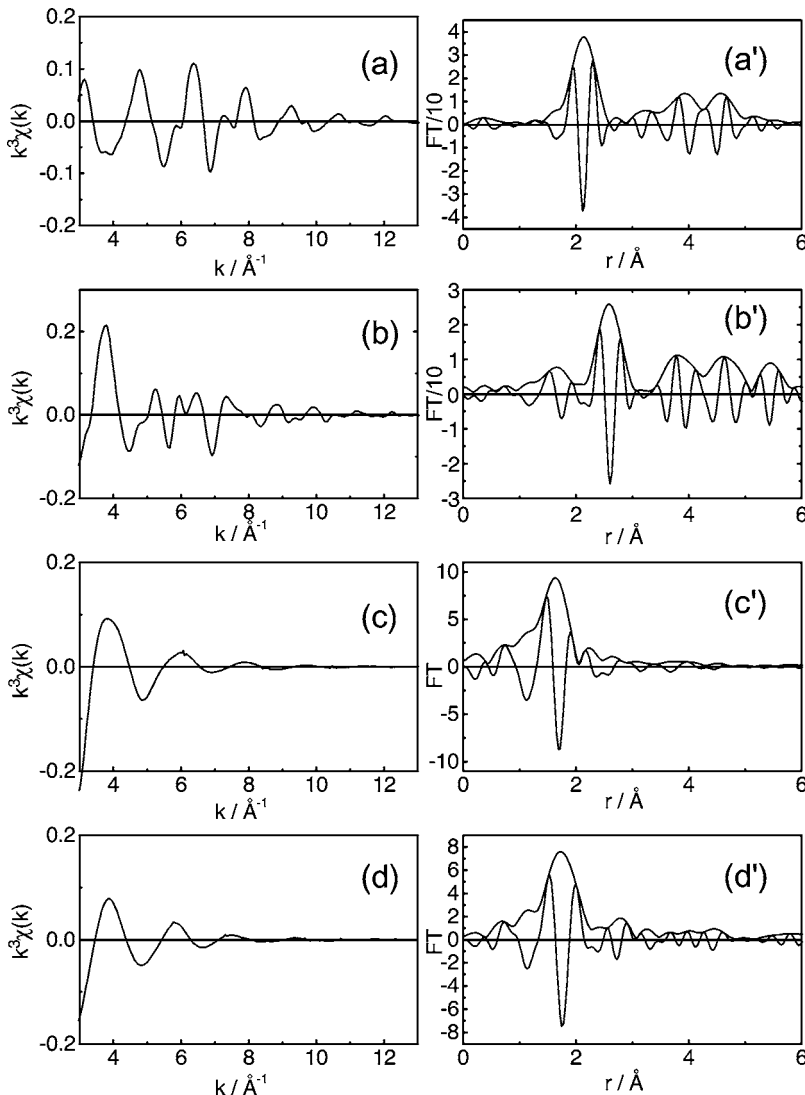 0.2
0.1
0.0
-0.1
0.2
k³χ(k)
(a)
4 6 8 10 12
k / Å⁻¹
4
3
2
1
0
-1
-2
-3
-4
FT/10
(a')
0 2 4 6
r / Å
0.2
0.0
-0.2
k³χ(k)
(b)
4 6 8 10 12
k / Å⁻¹
3
2
1
0
-1
-2
3
FT/10
(b')
0 2 4 6
r / Å
0.2
0.0
-0.2
k³χ(k)
(c)
4 6 8 10 12
k / Å⁻¹
10
5
0
-5
-10
FT
(c')
0 2 4 6
r / Å
0.2
0.0
-0.2
k³χ(k)
(d)
4 6 8 10 12
k / Å⁻¹
8
6
4
2
0
-2
-4
-6
-8
FT
(d')
0 2 4 6
r / Å